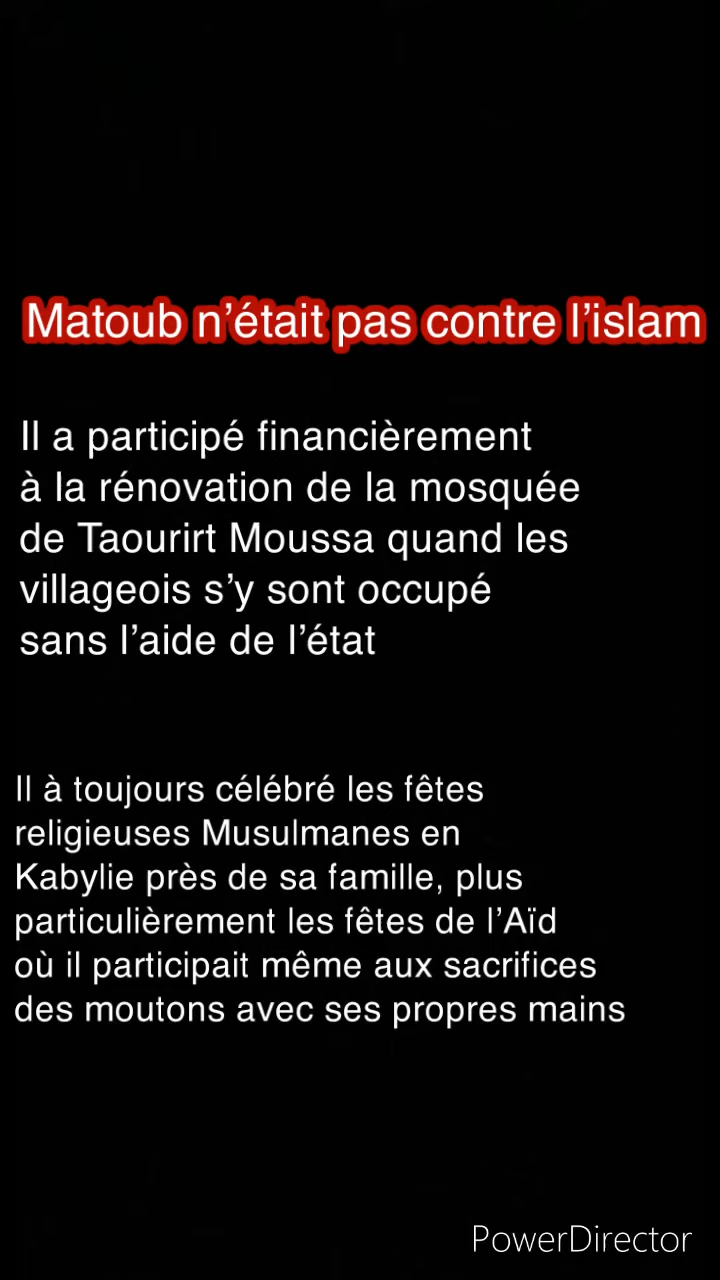 Matoub n’était pas contre l’islam
Il a participé financièrement
à la rénovation de la mosquée
de Taourirt Moussa quand les
villageois s’y sont occupé
sans l’aide de l’état
Il à toujours célébré les fêtes
religieuses Musulmanes en
Kabylie près de sa famille, plus
particulièrement les fêtes de l’Aïd
où il participait même aux sacrifices
des moutons avec ses propres mains
PowerDirector